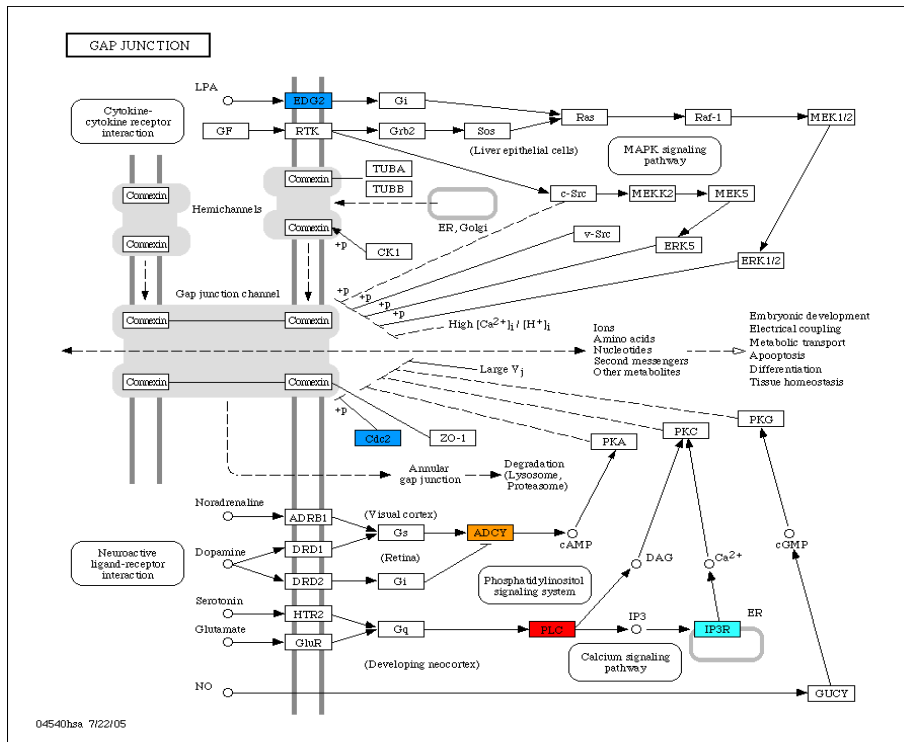 GAP JUNCTION
LPA
EDG2
Gi
Cytokine-
cytokine receptor
interaction
GF
RTK
Grb2
Sos
Ras
Raf-1
MEK1/2
(Liver epithelial cells)
MAPK signaling
pathway
Connexin
TUBA
TUBB
Connexin
Hemichannels
c-Src
MEKK2
MEK5
ER, Golgi
Connexin
Connexin
+p
CK1
v-Src
ERK5
ERK1/2
Gap junction channel
+p
+p
+p
+p
Connexin
Connexin
High [Ca2+]i / [H+]i
Ions
Amino acids
Nucleotides
Second messengers
Other metabolites
Embryonic development
Electrical coupling
Metabolic transport
Apooptosis
Differentiation
Tissue homeostasis
Large Vj
Connexin
Connexin
+p
Cdc2
ZO-1
PKA
PKC
PKG
Annular
gap junction
Degradation
(Lysosome,
Proteasome)
Noradrenaline
ADRB1
(Visual cortex)
Gs
ADCY
cAMP
cGMP
Dopamine
DRD1
(Retina)
DRD2
Gi
DAG
Ca2+
Neuroactive
ligand-receptor
interaction
Phosphatidylinositol
signaling system
Serotonin
HTR2
Glutamate
GluR
Gq
PLC
IP3
IP3R
ER
(Developing neocortex)
Calcium signaling
pathway
NO
GUCY
04540hsa 7/22/05